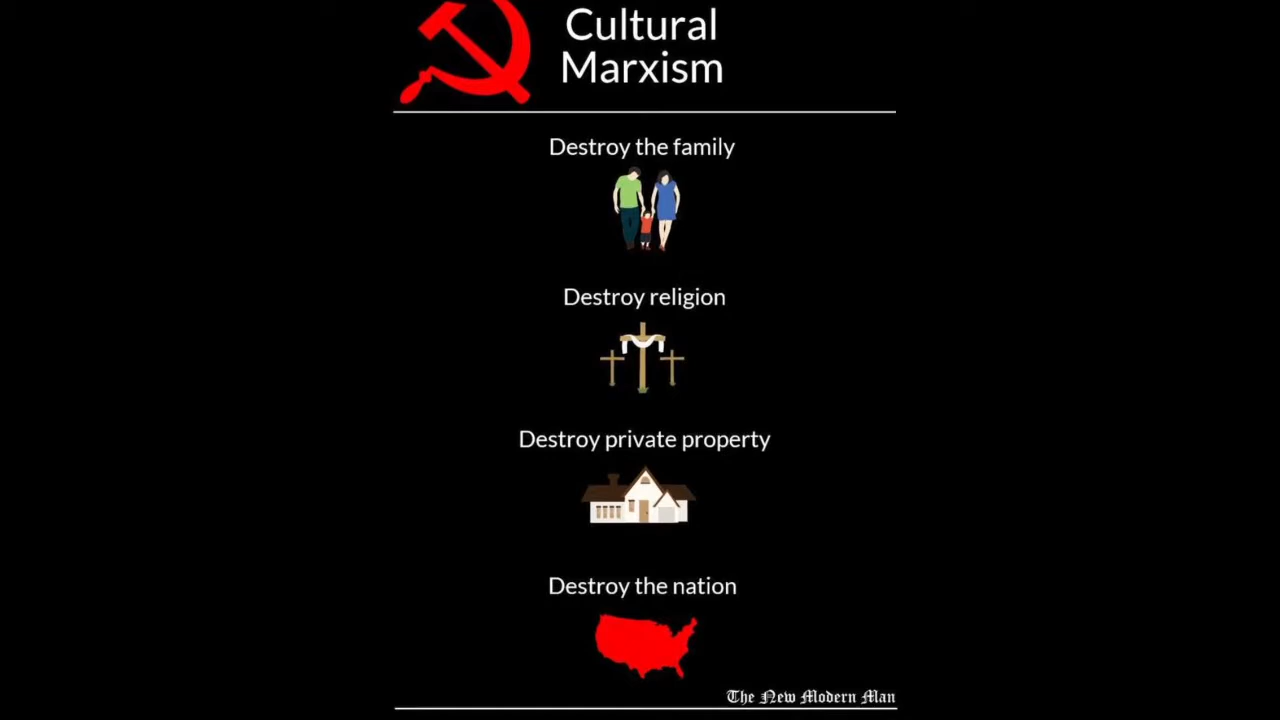 Cultural
Marxism
Destroy the family
Destroy religion
Destroy private property
Destroy the nation
The New Modern Man